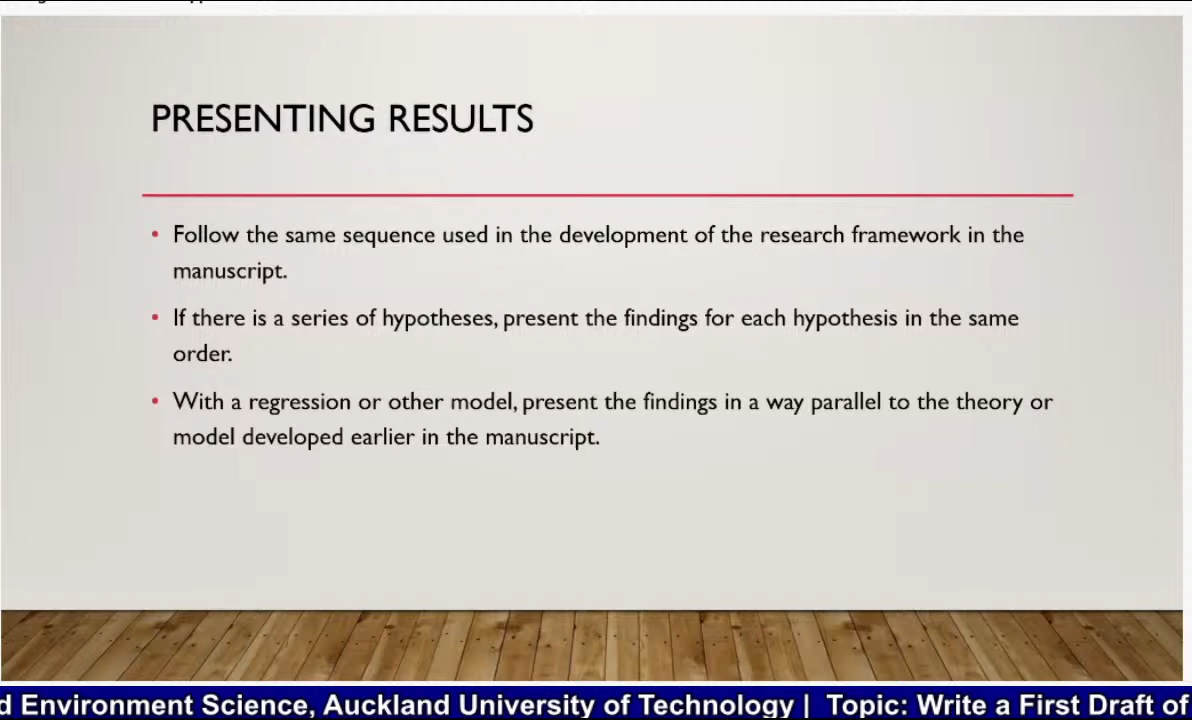 PRESENTING RESULTS
• Follow the same sequence used in the development of the research framework in the
manuscript.
• If there is a series of hypotheses, present the findings for each hypothesis in the same
order.
• With a regression or other model, present the findings in a way parallel to the theory or
model developed earlier in the manuscript.
Environment Science, Auckland University of Technology | Topic: Write a First Draft of